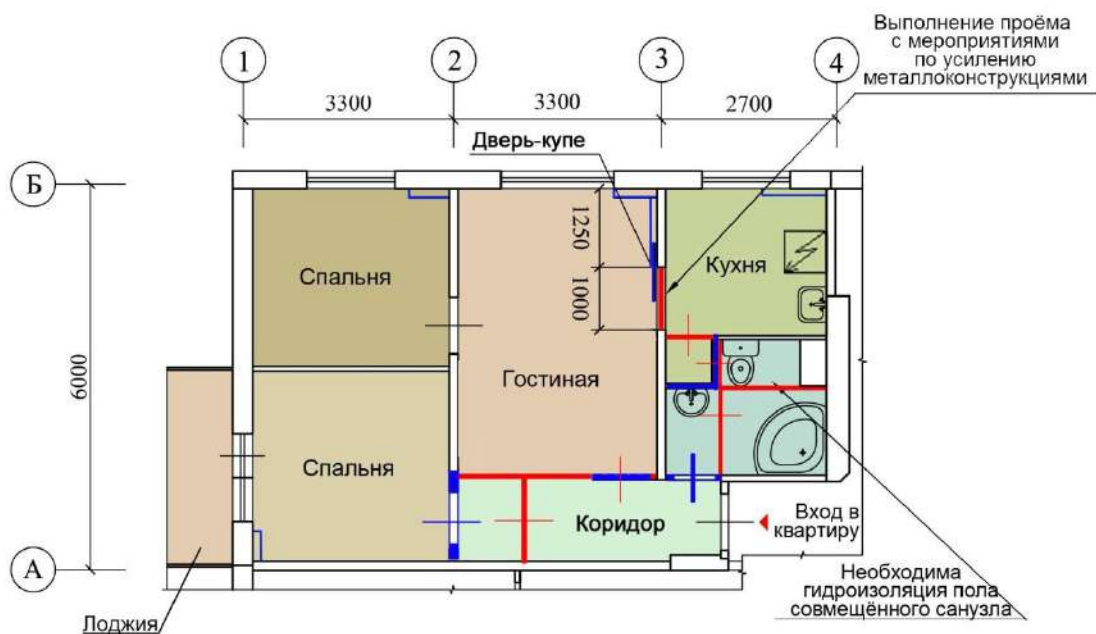 Выполнение проёма
с мероприятиями
по усилению
металлоконструкциями
1
2
3
4
3300
3300
2700
Дверь-купе
Б
1250
Спальня
Кухня
1000
6000
Гостиная
Спальня
Коридор
Вход в
квартиру
А
Необходима
гидроизоляция пола
совмещённого санузла
Лоджия